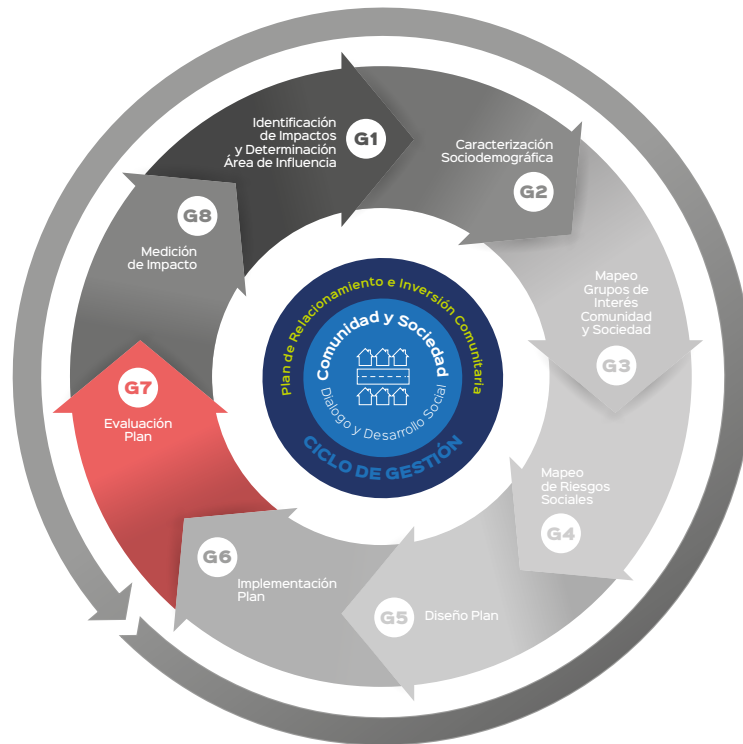 Identificación
de Impactos
y Determinación
Área de Influencia
G1
Caracterización
Sociodemográfica
G2
Mapeo
Grupos de
Interés
Comunidad
y Sociedad
G3
Mapeo
de Riesgos
Sociales
G4
Diseño Plan
G5
Implementación
Plan
G6
Evaluación
Plan
G7
Medición
de Impacto
G8
Plan de Relacionamiento e Inversión Comunitaria
Comunidad y Sociedad
Dialogo y Desarrollo Social
CICLO DE GESTIÓN